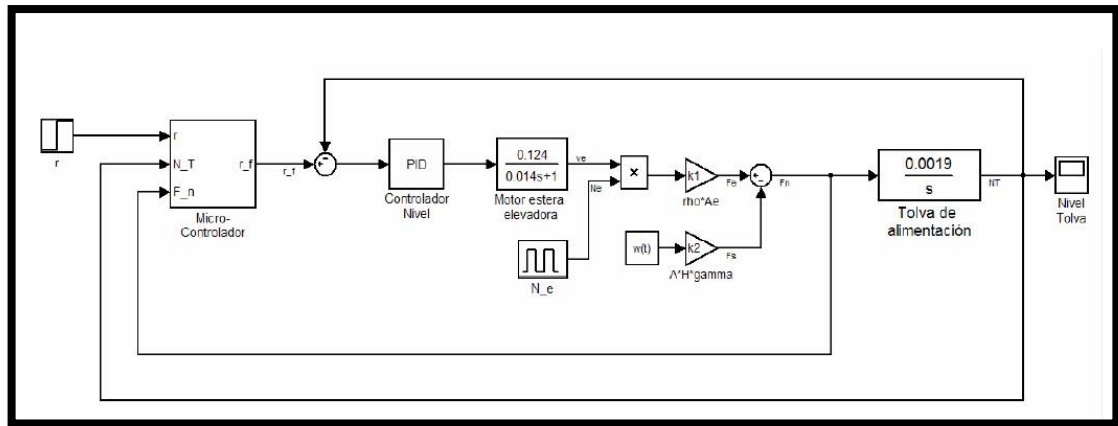 r
r
N_T
F_n
r_f
Micro-
Controlador
r_f
PID
Controlador
Nivel
0.124
0.014s+1
Motor estera
elevadora
ve
Ne
N_e
×
k1
rho*Ae
Fe
w(t)
k2
A*H*gamma
Fs
Fn
0.0019
s
Tolva de
alimentación
NT
Nivel
Tolva